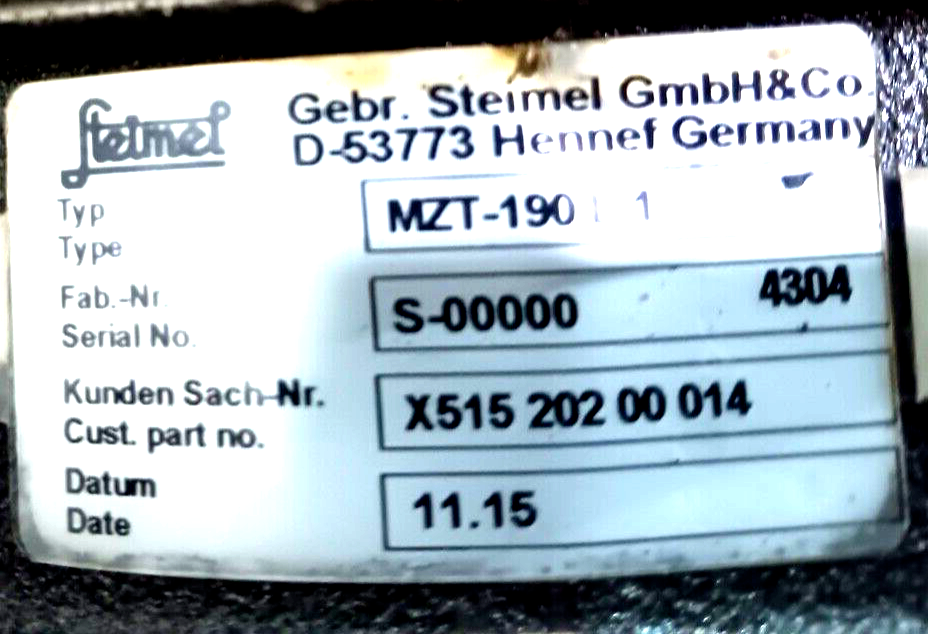 Steimel
Gebr. Steimel GmbH&Co.
D-53773 Hennef Germany
Typ
Type
MZT-190 1
Fab.-Nr.
Serial No.
S-00000 4304
Kunden Sach-Nr.
Cust. part no.
X515 202 00 014
Datum
Date
11.15